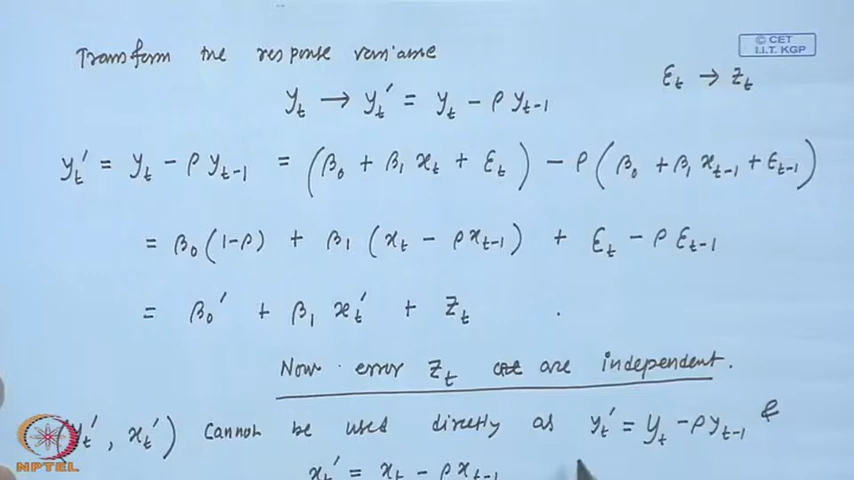 Transform the response variable
© CET
I.I.T. KGP
y_t → y_t' = y_t − ρ y_{t-1}
ε_t → z_t
y_t' = y_t − ρ y_{t-1} = (β_0 + β_1 x_t + ε_t) − ρ (β_0 + β_1 x_{t-1} + ε_{t-1})
= β_0 (1-ρ) + β_1 (x_t − ρ x_{t-1}) + ε_t − ρ ε_{t-1}
= β_0' + β_1 x_t' + z_t .
Now error z_t are independent.
y_t', x_t') cannot be used directly as y_t' = y_t − ρ y_{t-1} &
x_t' = x_t − ρ x_{t-1}
NPTEL